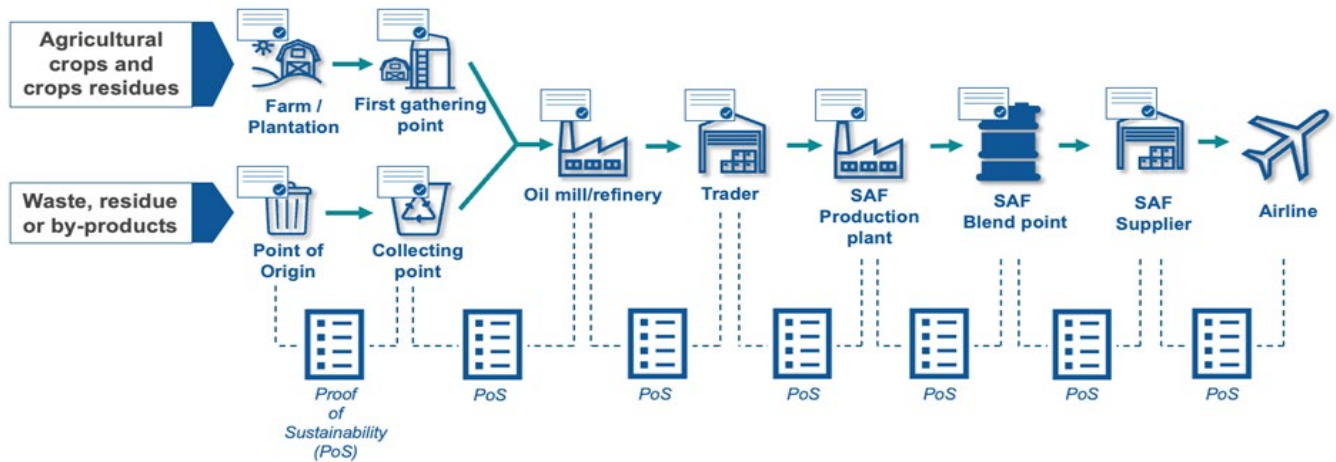 Agricultural
crops and
crops residues
Farm /
Plantation
First gathering
point
Waste, residue
or by-products
Point of
Origin
Collecting
point
Oil mill/refinery
Trader
SAF
Production
plant
SAF
Blend point
SAF
Supplier
Airline
Proof
of
Sustainability
(PoS)
PoS
PoS
PoS
PoS
PoS
PoS